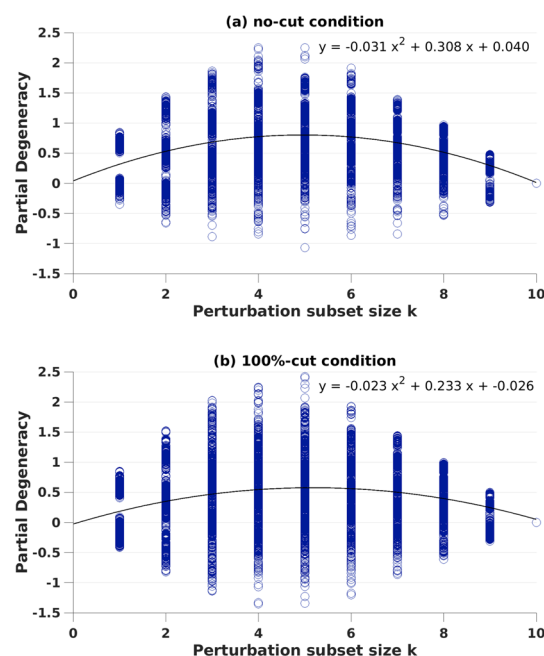 (a) no-cut condition
y = -0.031 x² + 0.308 x + 0.040
Partial Degeneracy
2.5
2
1.5
1
0.5
0
-0.5
-1
-1.5
0 2 4 6 8 10
Perturbation subset size k
(b) 100%-cut condition
y = -0.023 x² + 0.233 x + -0.026
Partial Degeneracy
2.5
2
1.5
1
0.5
0
-0.5
-1
-1.5
0 2 4 6 8 10
Perturbation subset size k